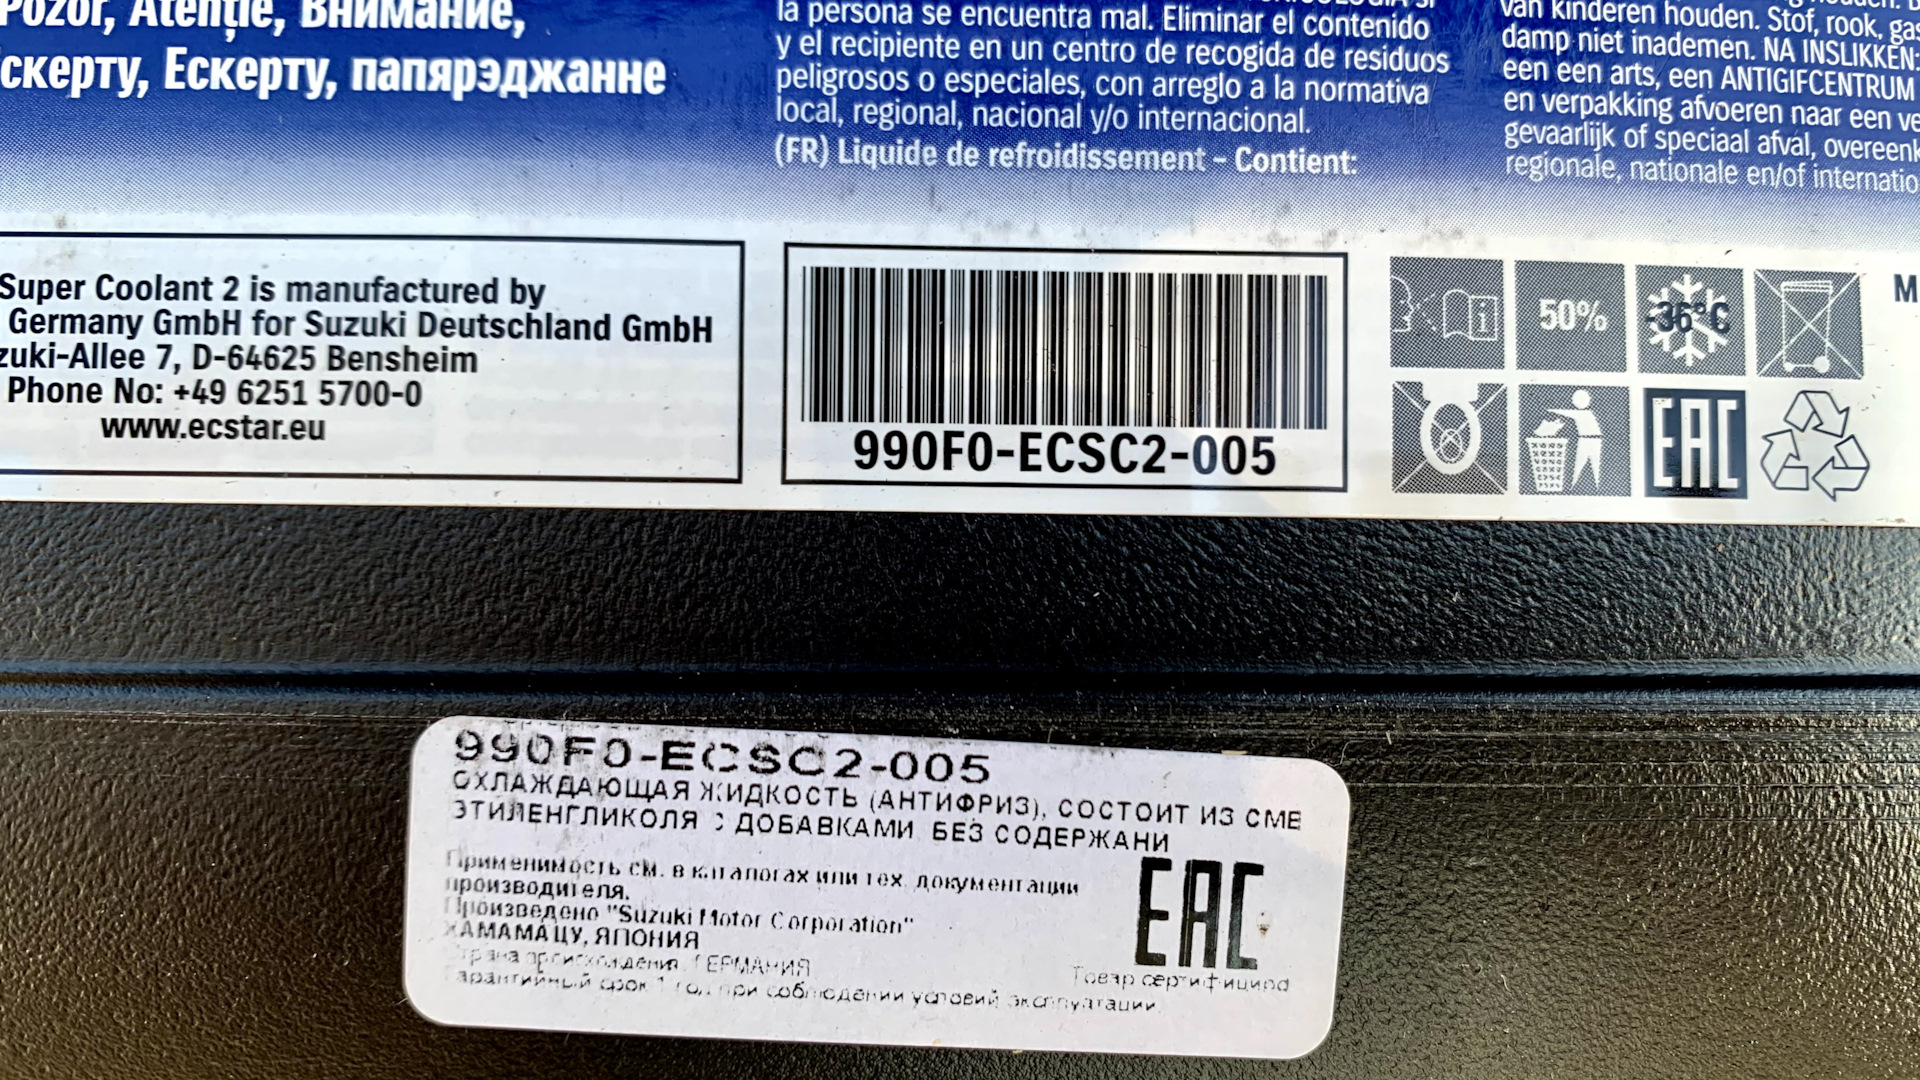 Pozor, Atenție, Внимание,
Ескерту, папярэджанне
la persona se encuentra mal. Eliminar el contenido
y el recipiente en un centro de recogida de residuos
peligrosos o especiales, con arreglo a la normativa
local, regional, nacional y/o internacional.
(FR) Liquide de refroidissement – Contient:
van kinderen houden. Stof, rook,
damp niet inademen. NA INSLIKKEN:
een een arts, een ANTIGIFCENTRUM
en verpakking afvoeren naar een
gevaarlijk of speciaal afval,
regionale, nationale en/of
Super Coolant 2 is manufactured by
Germany GmbH for Suzuki Deutschland GmbH
7, D-64625 Bensheim
Phone No: +49 6251 5700-0
www.ecstar.eu
990F0-ECSC2-005
i
50%
-36°C
EAC
990F0-ECSC2-005
ОХЛАЖДАЮЩАЯ ЖИДКОСТЬ (АНТИФРИЗ), СОСТОИТ ИЗ СМЕ
ЭТИЛЕНГЛИКОЛЯ С ДОБАВКАМИ БЕЗ СОДЕРЖАНИ
Применимость см. в каталогах или тех. документации
производителя.
Произведено "Suzuki Motor Corporation"
ХАМАМАЦУ, ЯПОНИЯ
Страна происхождения ГЕРМАНИЯ
Гарантийный срок 1 год при соблюдении условий эксплуатации.
EAC
Товар сертифициро